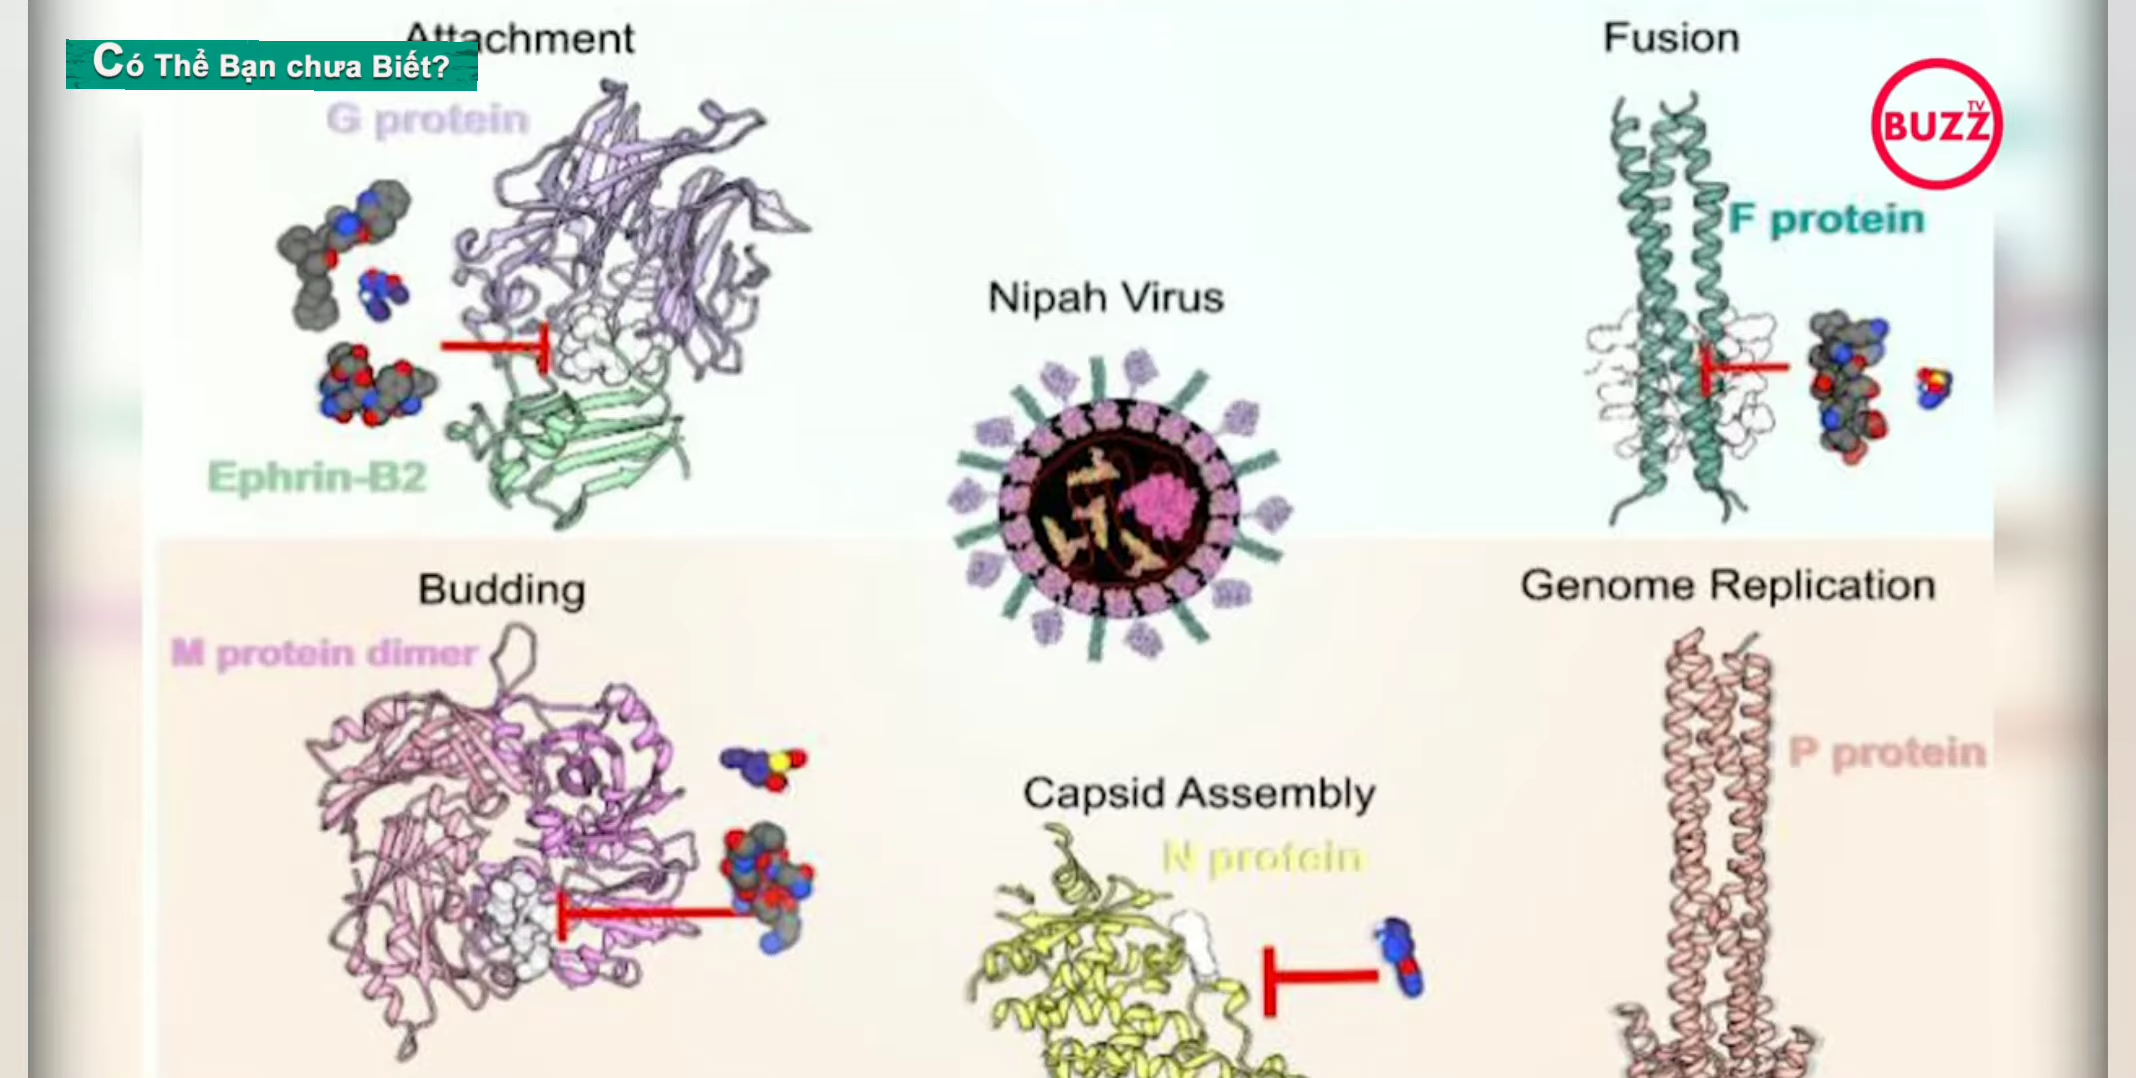 Attachment
Có Thể Bạn chưa Biết?
Fusion
TV
BUZZ
G protein
F protein
Nipah Virus
Ephrin-B2
Budding
Genome Replication
M protein dimer
P protein
Capsid Assembly
N protein